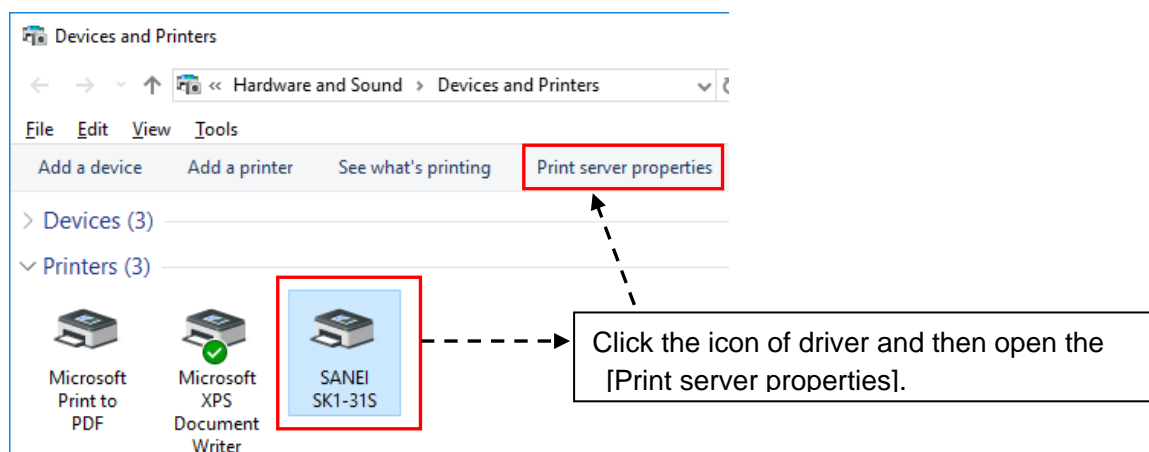 Devices and Printers
« Hardware and Sound > Devices and Printers
File Edit View Tools
Add a device Add a printer See what's printing Print server properties
> Devices (3)
Printers (3)
Microsoft Print to PDF
Microsoft XPS Document Writer
SANEI SK1-31S
Click the icon of driver and then open the
[Print server properties].